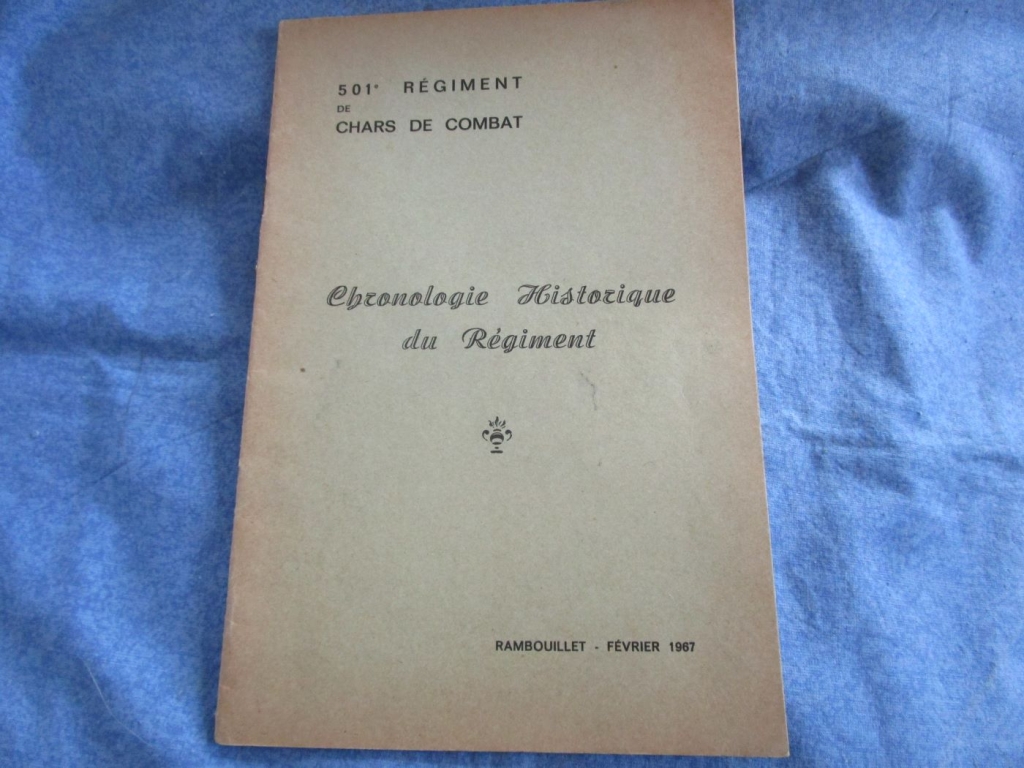 501e RÉGIMENT
DE
CHARS DE COMBAT
Chronologie Historique
du Régiment
RAMBOUILLET - FÉVRIER 1967